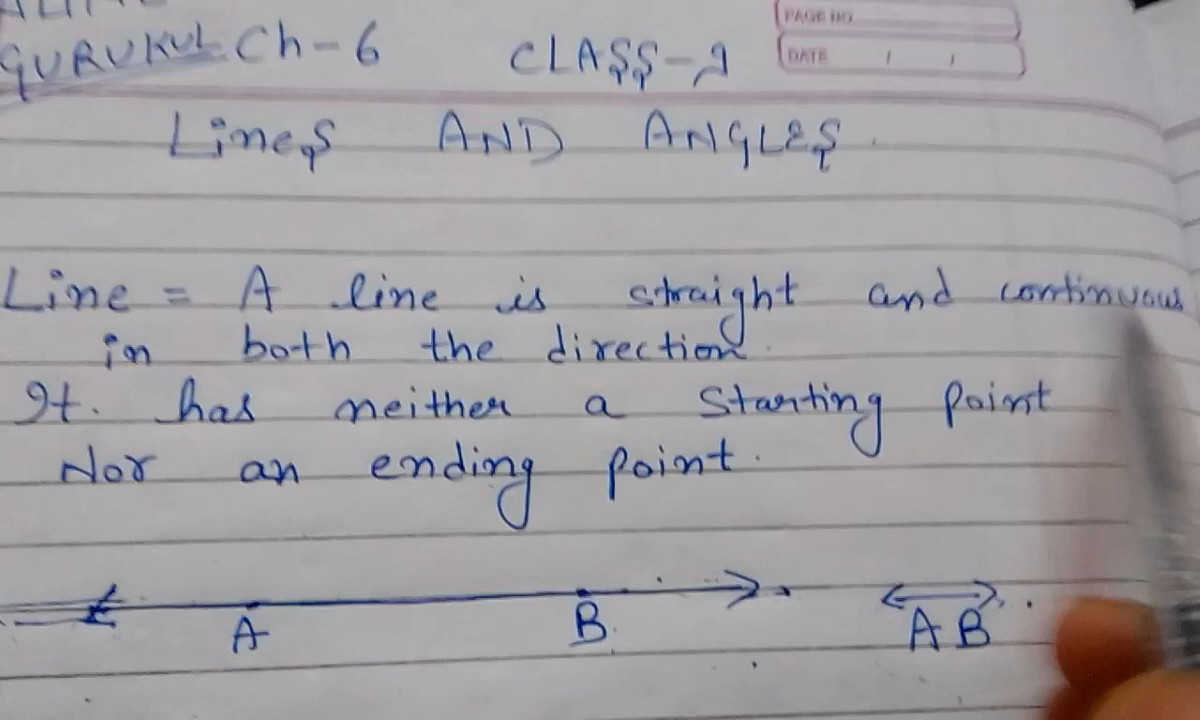 GURUKUL Ch-6 CLASS-9
PAGE NO
DATE / /
Lines AND ANGLES.
Line = A line is straight and continuous
in both the direction.
It. has neither a Starting point
Nor an ending point.
A B
AB